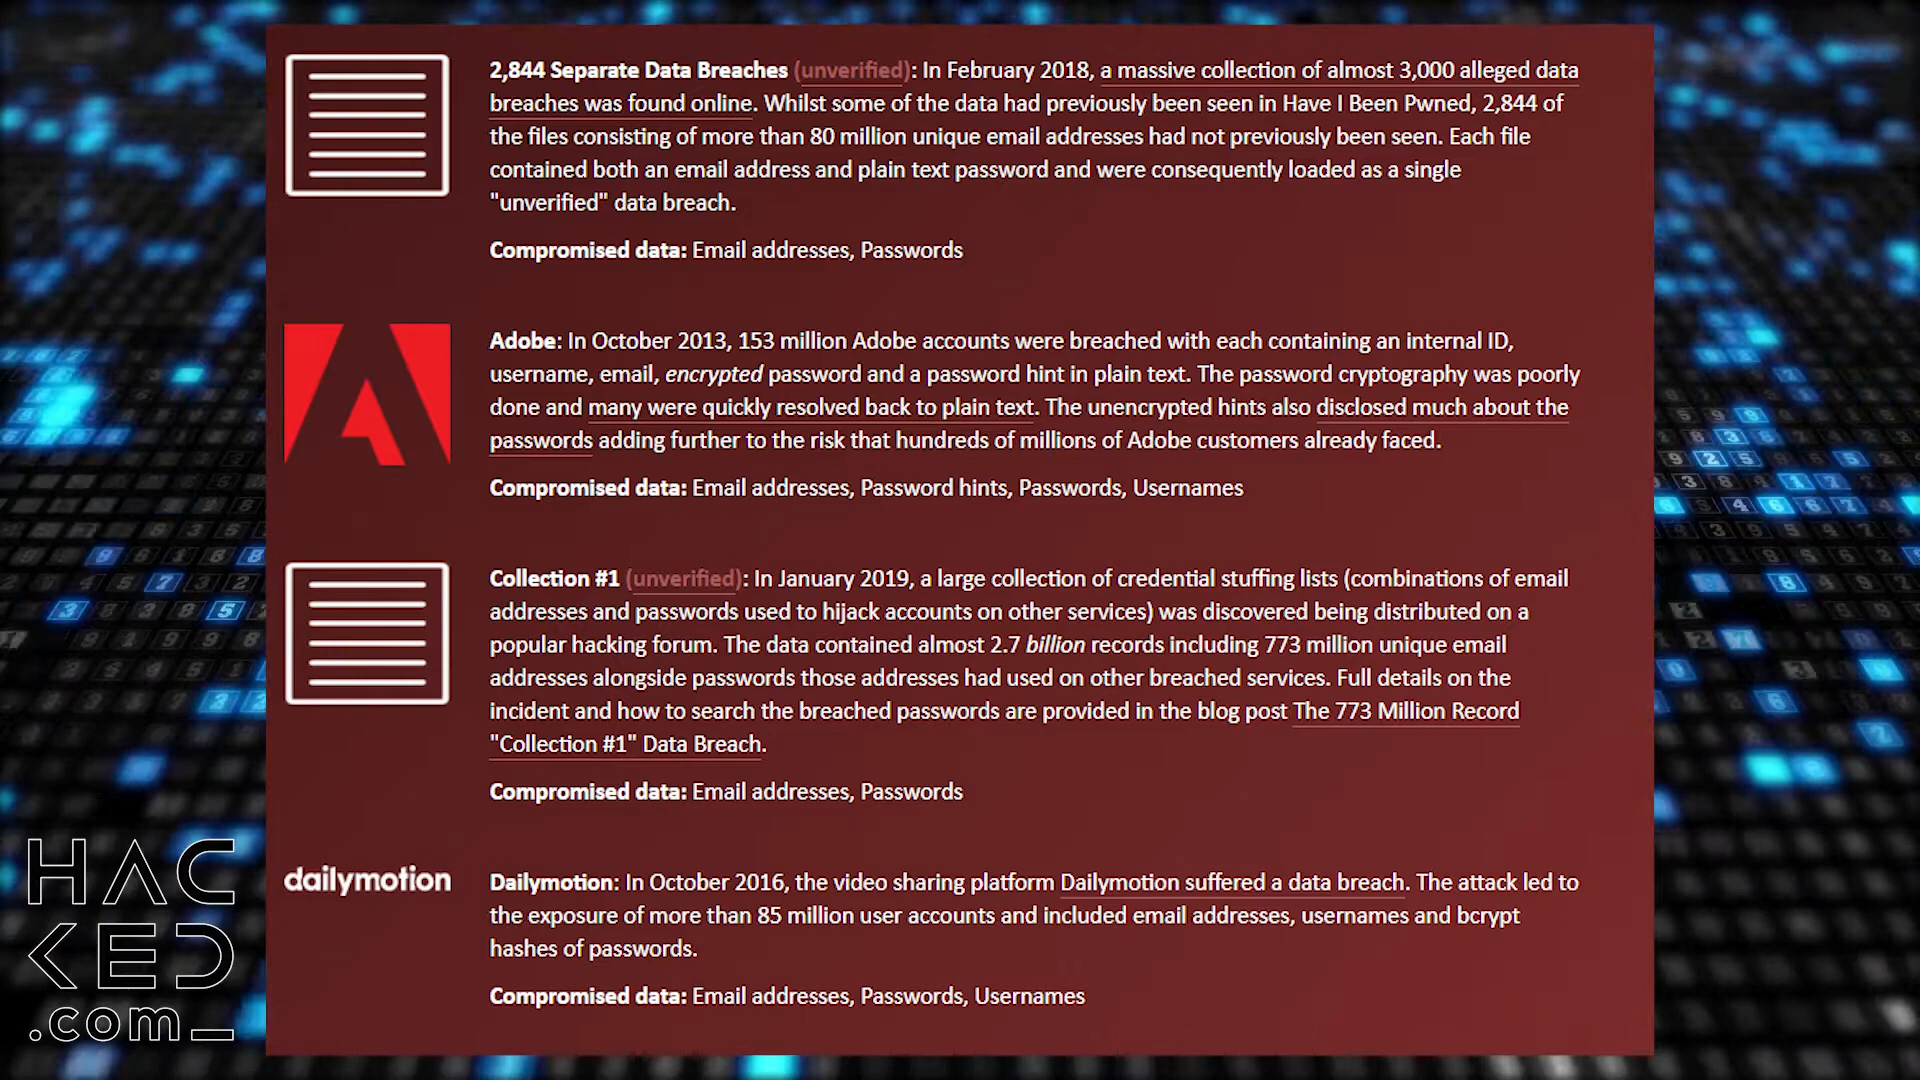 2,844 Separate Data Breaches (unverified): In February 2018, a massive collection of almost 3,000 alleged data
breaches was found online. Whilst some of the data had previously been seen in Have I Been Pwned, 2,844 of
the files consisting of more than 80 million unique email addresses had not previously been seen. Each file
contained both an email address and plain text password and were consequently loaded as a single
"unverified" data breach.
Compromised data: Email addresses, Passwords
Adobe: In October 2013, 153 million Adobe accounts were breached with each containing an internal ID,
username, email, encrypted password and a password hint in plain text. The password cryptography was poorly
done and many were quickly resolved back to plain text. The unencrypted hints also disclosed much about the
passwords adding further to the risk that hundreds of millions of Adobe customers already faced.
Compromised data: Email addresses, Password hints, Passwords, Usernames
Collection #1 (unverified): In January 2019, a large collection of credential stuffing lists (combinations of email
addresses and passwords used to hijack accounts on other services) was discovered being distributed on a
popular hacking forum. The data contained almost 2.7 billion records including 773 million unique email
addresses alongside passwords those addresses had used on other breached services. Full details on the
incident and how to search the breached passwords are provided in the blog post The 773 Million Record
"Collection #1" Data Breach.
Compromised data: Email addresses, Passwords
dailymotion
Dailymotion: In October 2016, the video sharing platform Dailymotion suffered a data breach. The attack led to
the exposure of more than 85 million user accounts and included email addresses, usernames and bcrypt
hashes of passwords.
Compromised data: Email addresses, Passwords, Usernames
HAC
KED
.com_